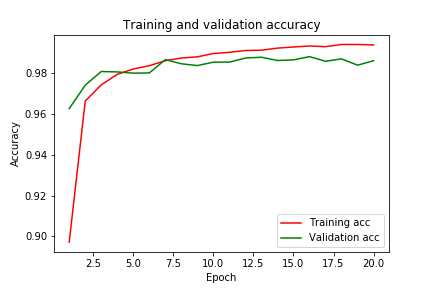 Training and validation accuracy
Accuracy
0.98
0.96
0.94
0.92
0.90
Training acc
Validation acc
2.5 5.0 7.5 10.0 12.5 15.0 17.5 20.0
Epoch